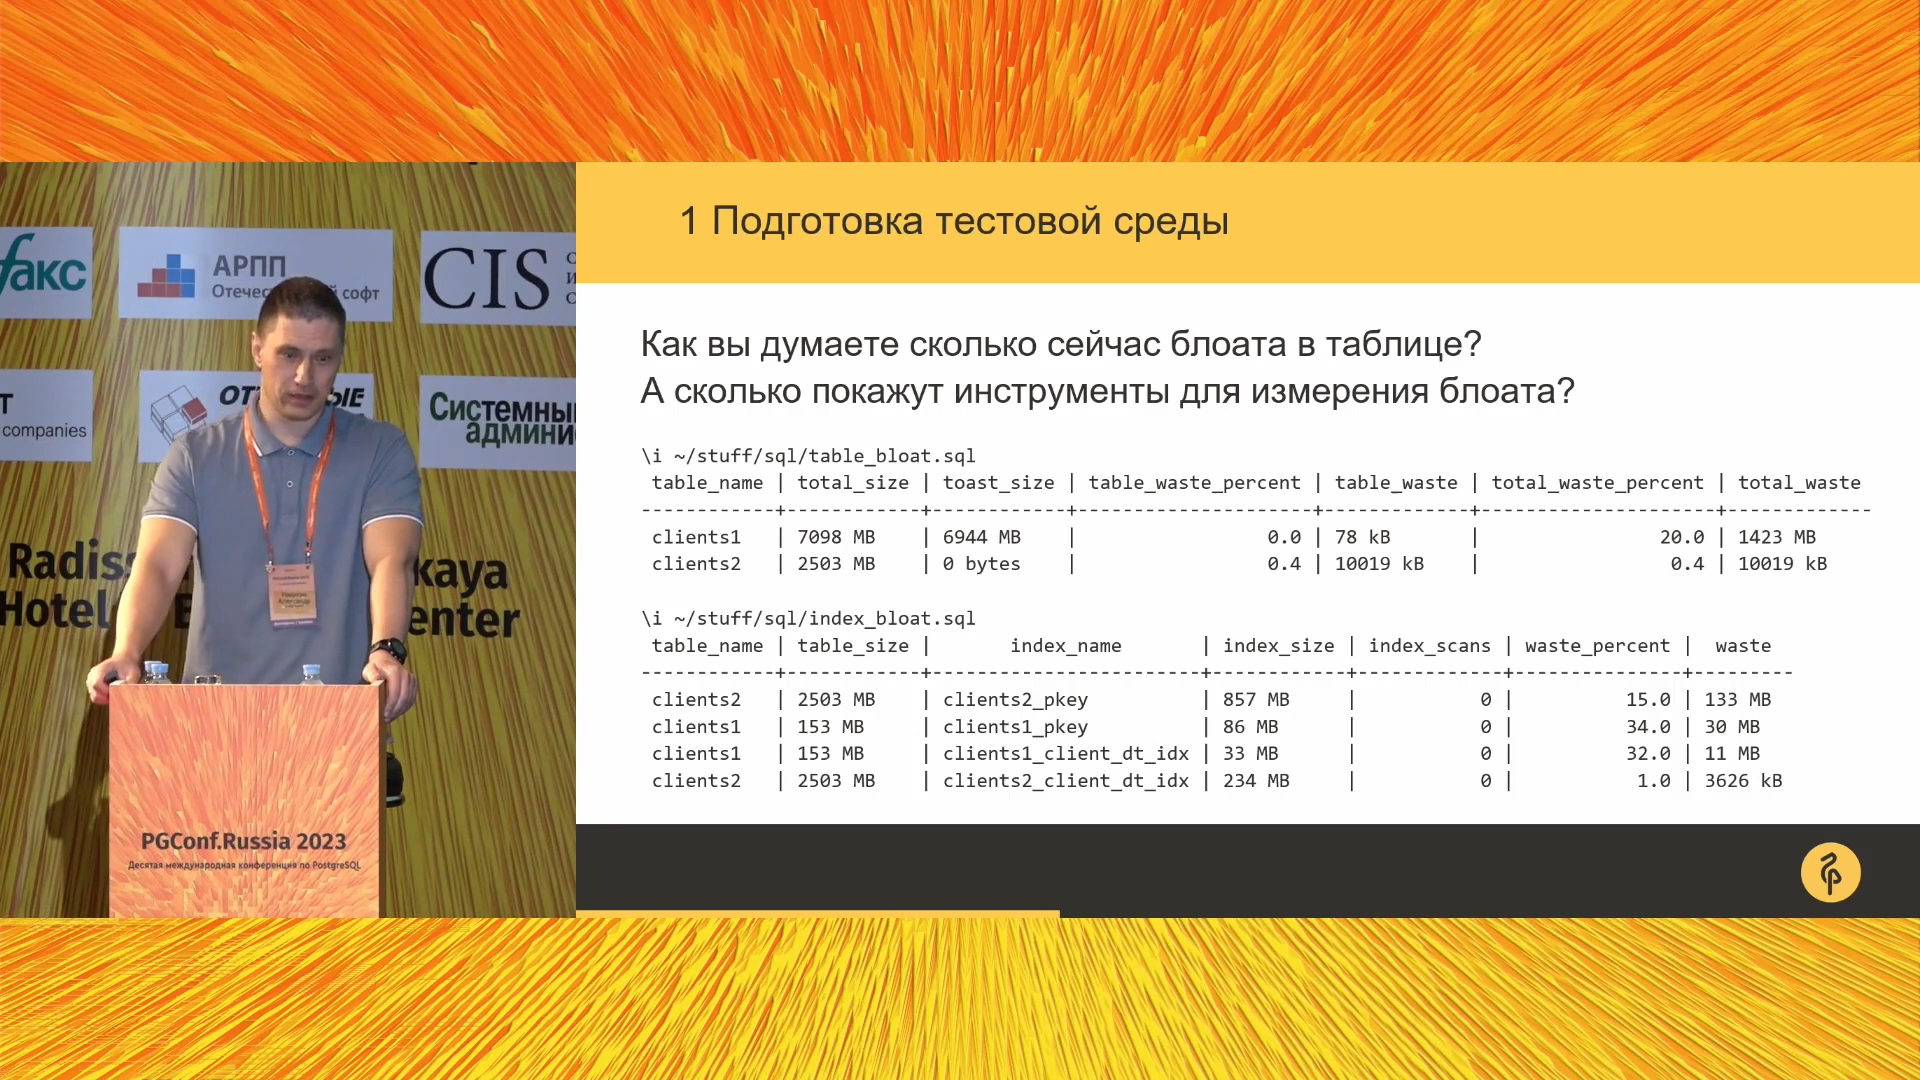 факс
АРПП
CIS
софт
companies
Системный
админи
PGConf.Russia 2023
Десятая международная конференция по PostgreSQL
1 Подготовка тестовой среды
Как вы думаете сколько сейчас блоата в таблице?
А сколько покажут инструменты для измерения блоата?
\i ~/stuff/sql/table_bloat.sql
table_name | total_size | toast_size | table_waste_percent | table_waste | total_waste_percent | total_waste
------------+------------+------------+---------------------+-------------+---------------------+-------------
clients1 | 7098 MB | 6944 MB | 0.0 | 78 kB | 20.0 | 1423 MB
clients2 | 2503 MB | 0 bytes | 0.4 | 10019 kB | 0.4 | 10019 kB
\i ~/stuff/sql/index_bloat.sql
table_name | table_size | index_name | index_size | index_scans | waste_percent | waste
------------+------------+-------------------------+------------+-------------+---------------+---------
clients2 | 2503 MB | clients2_pkey | 857 MB | 0 | 15.0 | 133 MB
clients1 | 153 MB | clients1_pkey | 86 MB | 0 | 34.0 | 30 MB
clients1 | 153 MB | clients1_client_dt_idx | 33 MB | 0 | 32.0 | 11 MB
clients2 | 2503 MB | clients2_client_dt_idx | 234 MB | 0 | 1.0 | 3626 kB